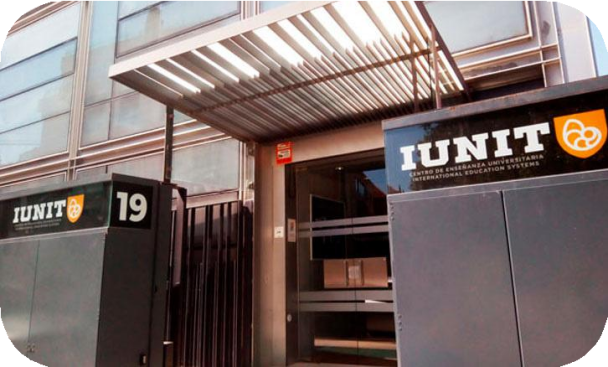 IUNIT
19
IUNIT
CENTRO DE ENSEÑANZA UNIVERSITARIA
INTERNATIONAL EDUCATION SYSTEMS